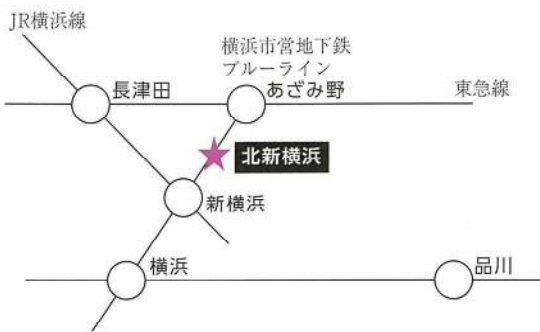 JR横浜線
横浜市営地下鉄
ブルーライン
長津田
あざみ野
東急線
北新横浜
新横浜
横浜
品川